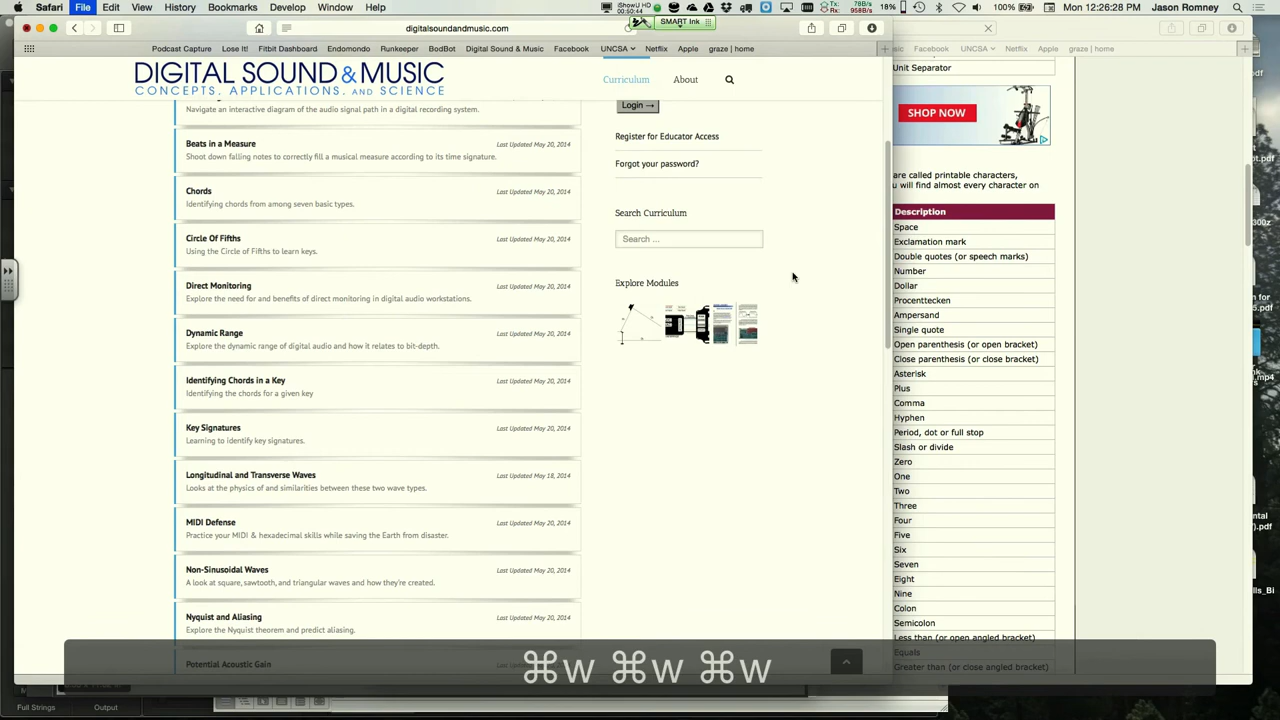 Safari File Edit View History Bookmarks Develop Window Help
iShowU HD 00:50:44
Tx: 78B/s
Rx: 958B/s
18% 100% Jason Romney 12:26:28 PM
SMART Ink
digitalsoundandmusic.com
Podcast Capture Lose It! Fitbit Dashboard Endomondo Runkeeper BodBot Digital Sound & Music Facebook UNCSA Netflix Apple graze | home
Facebook UNCSA Netflix Apple graze | home
DIGITAL SOUND & MUSIC
CONCEPTS, APPLICATIONS, AND SCIENCE
Curriculum About
Navigate an interactive diagram of the audio signal path in a digital recording system.
Beats in a Measure Last Updated May 20, 2014
Shoot down falling notes to correctly fill a musical measure according to its time signature.
Chords Last Updated May 20, 2014
Identifying chords from among seven basic types.
Circle Of Fifths Last Updated May 20, 2014
Using the Circle of Fifths to learn keys.
Direct Monitoring Last Updated May 20, 2014
Explore the need for and benefits of direct monitoring in digital audio workstations.
Dynamic Range Last Updated May 20, 2014
Explore the dynamic range of digital audio and how it relates to bit-depth.
Identifying Chords in a Key Last Updated May 20, 2014
Identifying the chords for a given key
Key Signatures Last Updated May 20, 2014
Learning to identify key signatures.
Longitudinal and Transverse Waves Last Updated May 18, 2014
Looks at the physics of and similarities between these two wave types.
MIDI Defense Last Updated May 20, 2014
Practice your MIDI & hexadecimal skills while saving the Earth from disaster.
Non-Sinusoidal Waves Last Updated May 20, 2014
A look at square, sawtooth, and triangular waves and how they're created.
Nyquist and Aliasing Last Updated May 20, 2014
Explore the Nyquist theorem and predict aliasing.
Potential Acoustic Gain
Login →
Register for Educator Access
Forgot your password?
Search Curriculum
Search ...
Explore Modules
Unit Separator
SHOP NOW
are called printable characters,
u will find almost every character on
Description
Space
Exclamation mark
Double quotes (or speech marks)
Number
Dollar
Procenttecken
Ampersand
Single quote
Open parenthesis (or open bracket)
Close parenthesis (or close bracket)
Asterisk
Plus
Comma
Hyphen
Period, dot or full stop
Slash or divide
Zero
One
Two
Three
Four
Five
Six
Seven
Eight
Nine
Colon
Semicolon
Less than (or open angled bracket)
Equals
Greater than (or close angled bracket)
⌘W ⌘W ⌘W
Full Strings Output